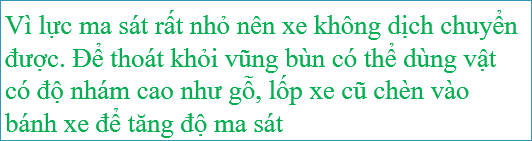 Vì lực ma sát rất nhỏ nên xe không dịch chuyển
được. Để thoát khỏi vũng bùn có thể dùng vật
có độ nhám cao như gỗ, lốp xe cũ chèn vào
bánh xe để tăng độ ma sát